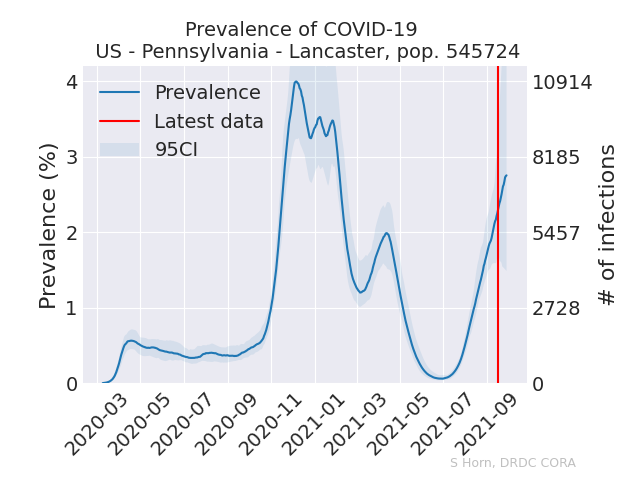 Prevalence of COVID-19
US - Pennsylvania - Lancaster, pop. 545724
Prevalence (%)
4
3
2
1
0
Prevalence
Latest data
95CI
10914
8185
5457
2728
0
# of infections
2020-03
2020-05
2020-07
2020-09
2020-11
2021-01
2021-03
2021-05
2021-07
2021-09
S Horn, DRDC CORA